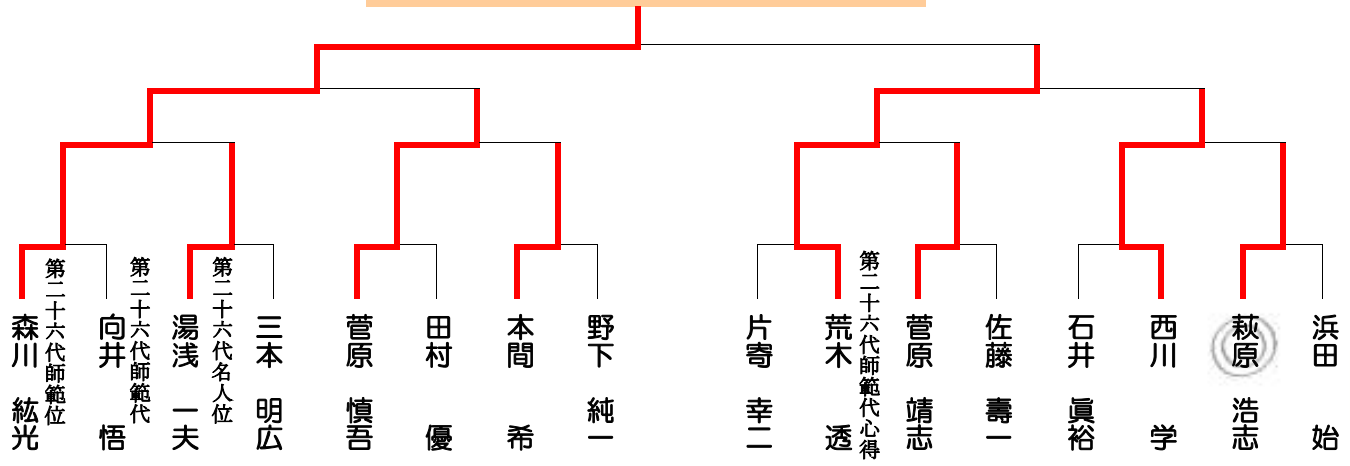 森川 紘光
第二十六代師範位
向井 悟
第二十六代師範代
湯浅 一夫
第二十六代名人位
三本 明広
菅原 慎吾
田村 優
本間 希
野下 純一
片寄 幸二
荒木 透
第二十六代師範代心得
菅原 靖志
佐藤 壽一
石井 眞裕
西川 学
萩原 浩志
浜田 始